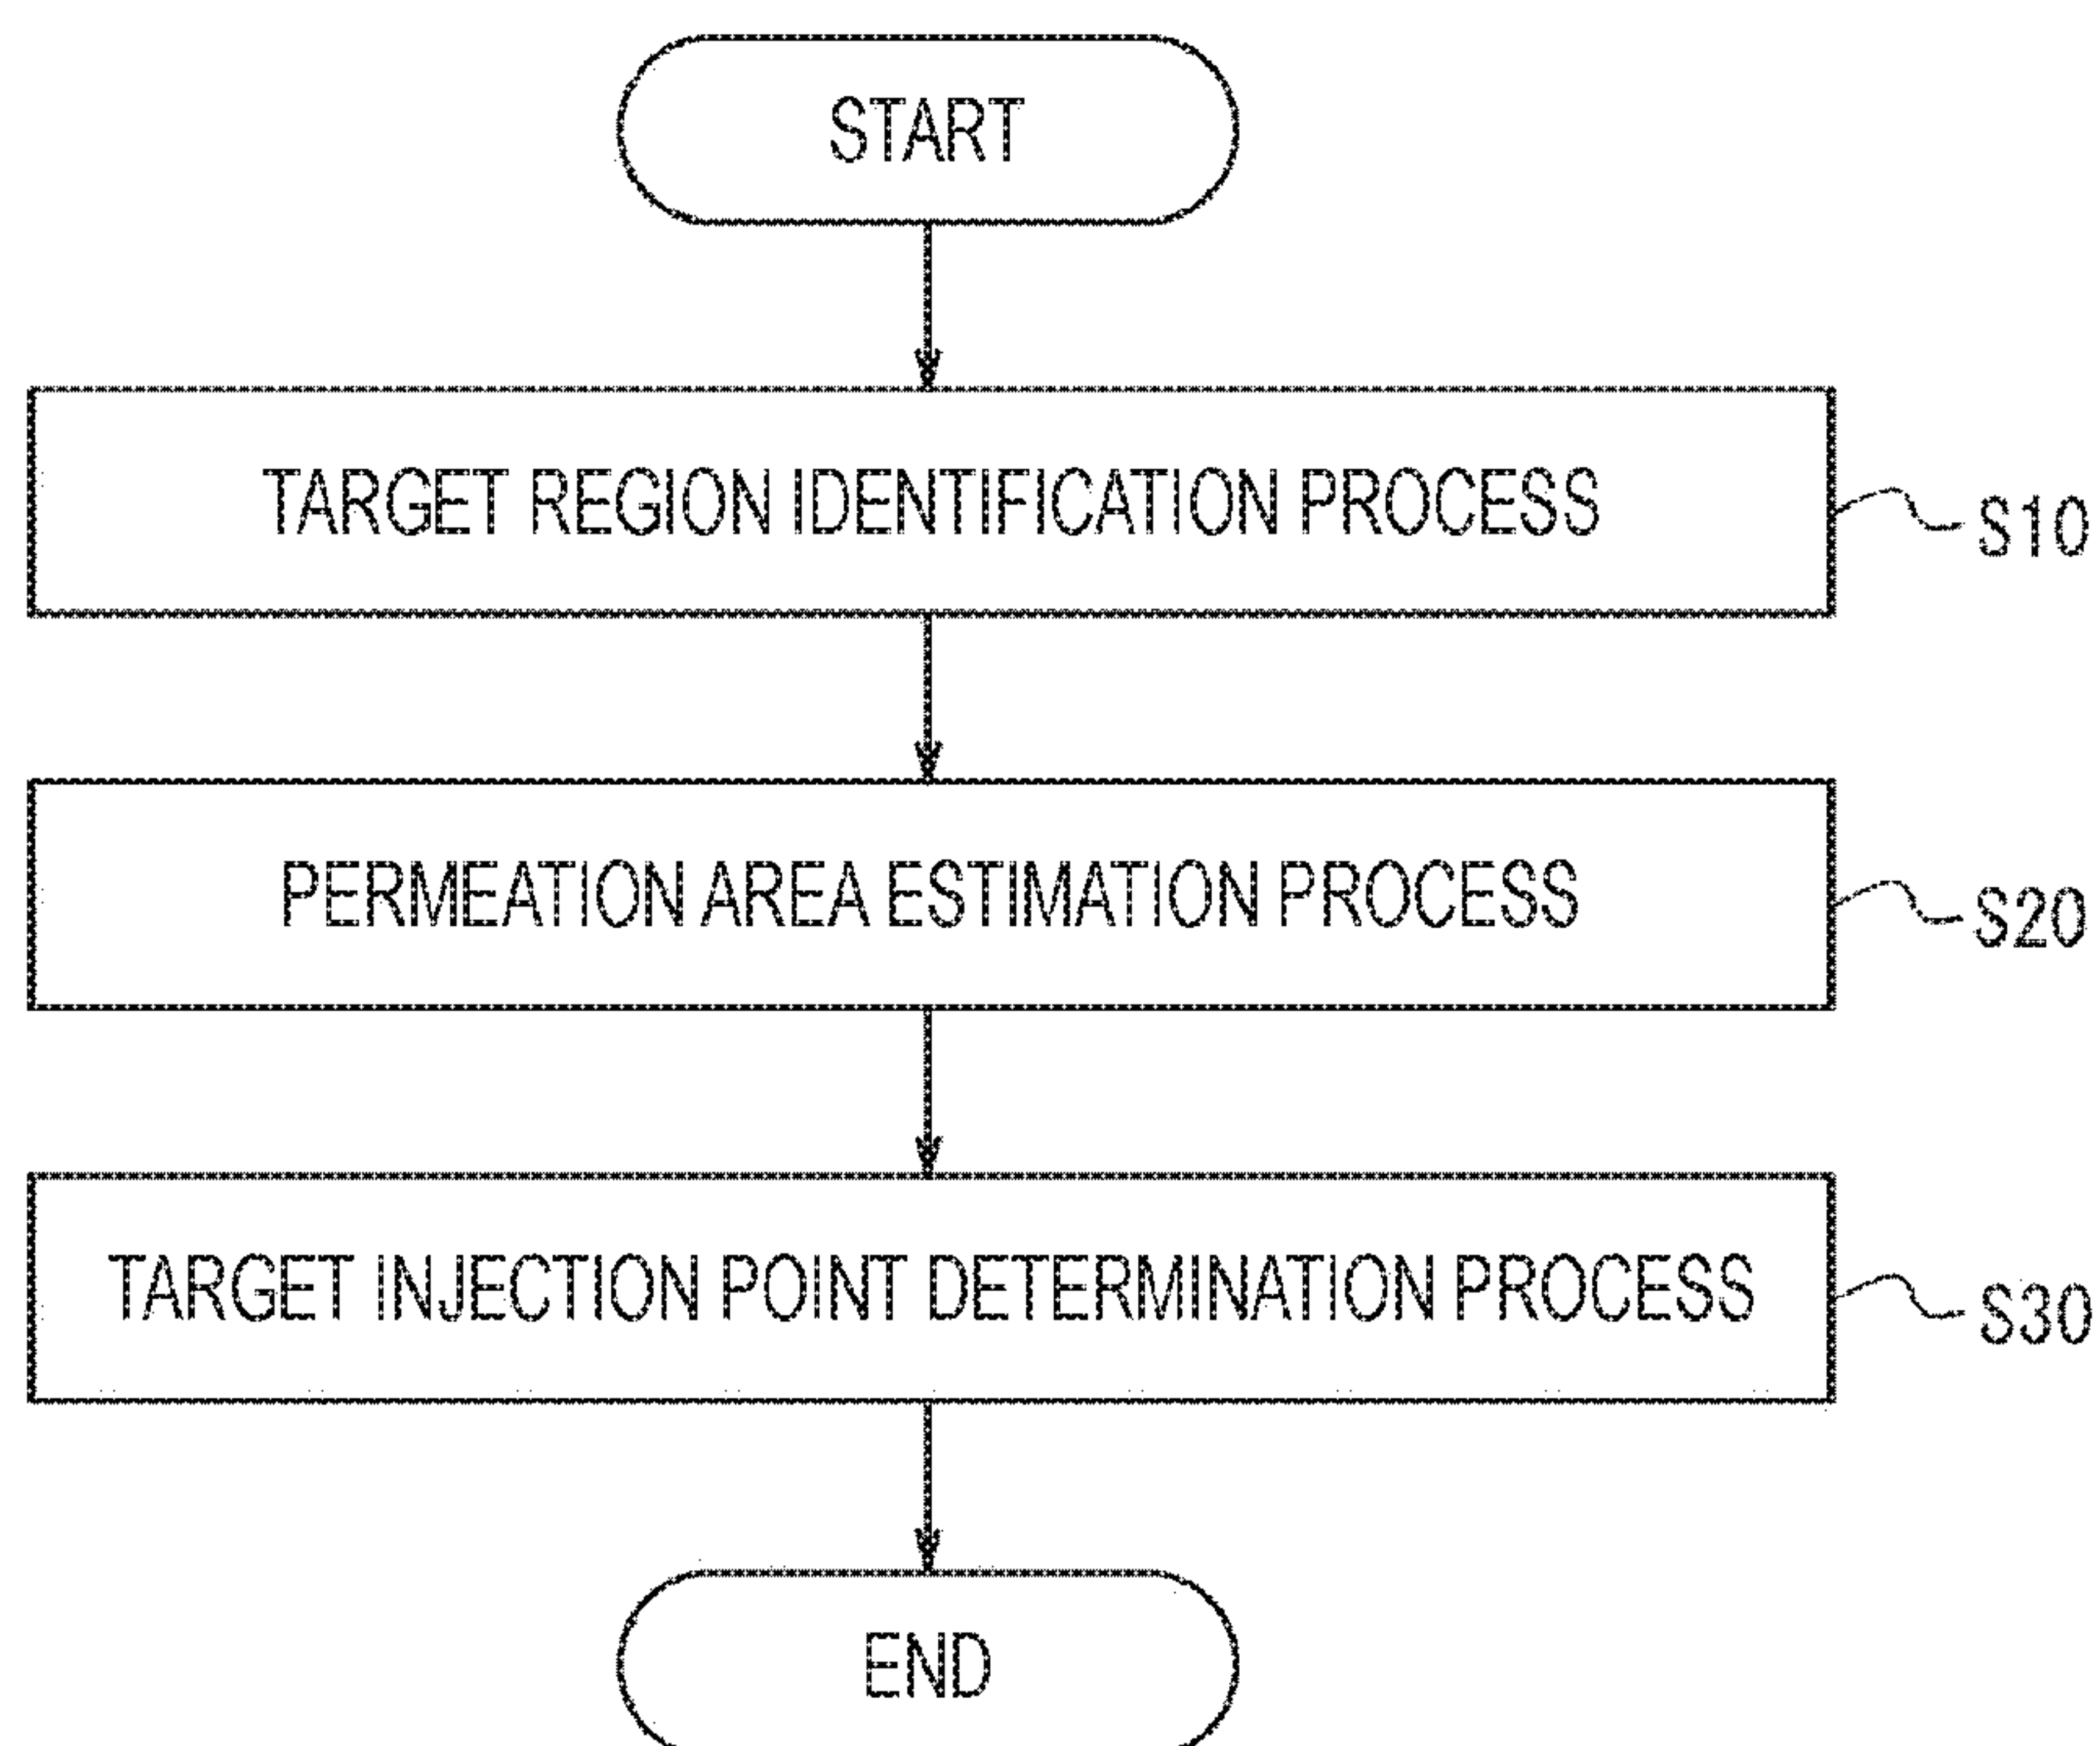 START
TARGET REGION IDENTIFICATION PROCESS
S10
PERMEATION AREA ESTIMATION PROCESS
S20
TARGET INJECTION POINT DETERMINATION PROCESS
S30
END